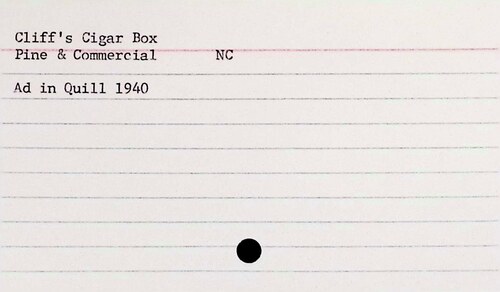 Cliff's Cigar Box
Pine & Commercial NC
Ad in Quill 1940